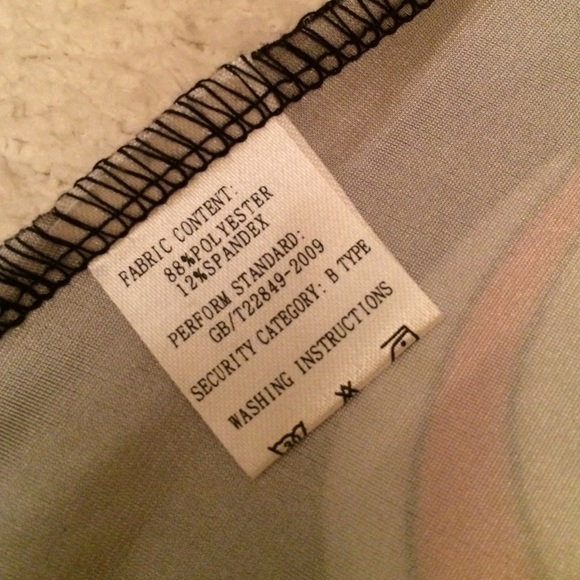 FABRIC CONTENT:
88%POLYESTER
12%SPANDEX
PERFORM STANDARD:
GB/T22849-2009
SECURITY CATEGORY: B TYPE
WASHING INSTRUCTIONS